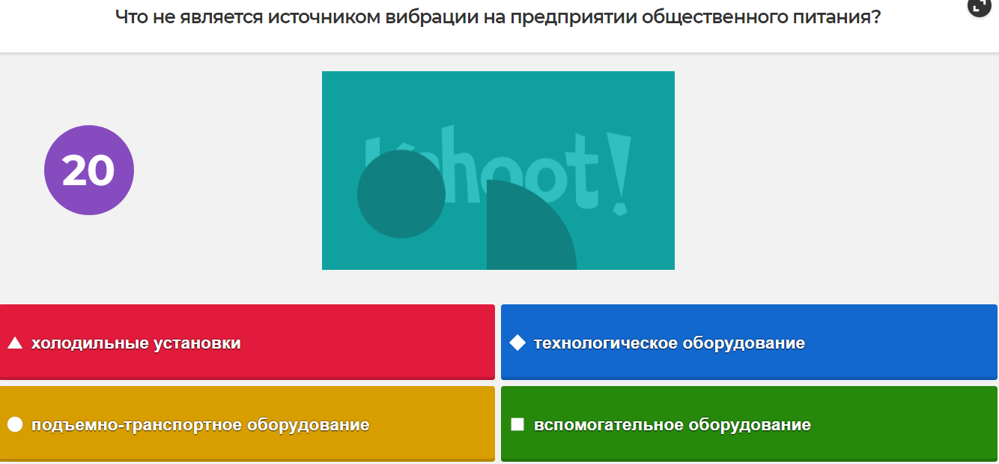 Что не является источником вибрации на предприятии общественного питания?
Kahoot!
20
холодильные установки
технологическое оборудование
подъемно-транспортное оборудование
вспомогательное оборудование